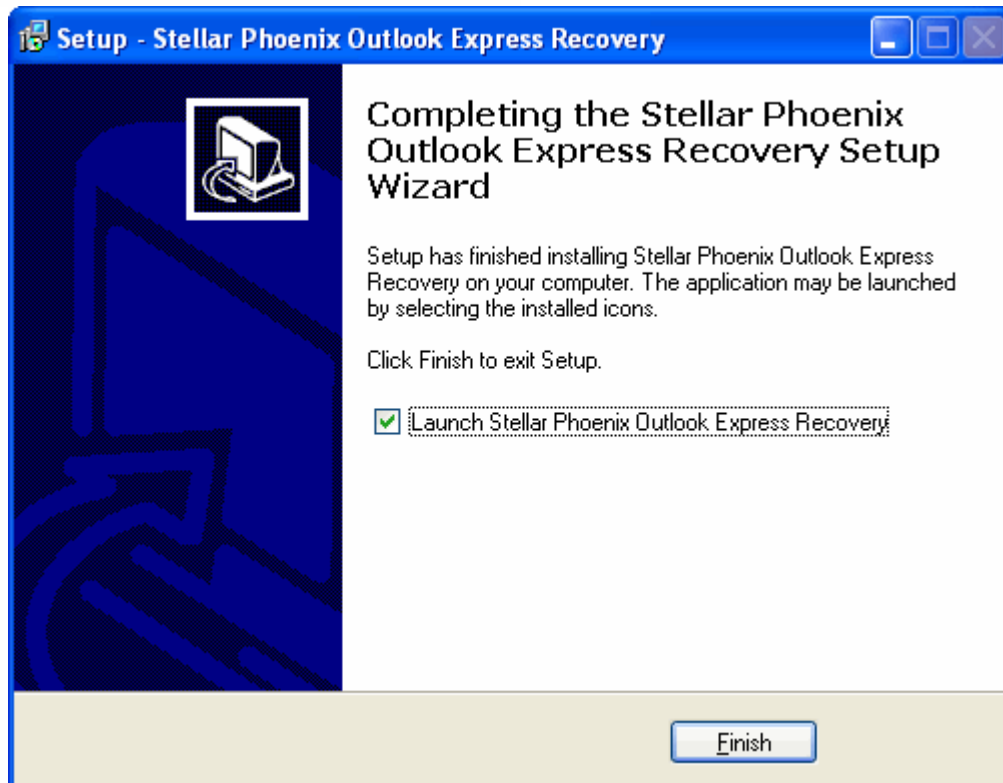 Setup - Stellar Phoenix Outlook Express Recovery
Completing the Stellar Phoenix
Outlook Express Recovery Setup
Wizard
Setup has finished installing Stellar Phoenix Outlook Express
Recovery on your computer. The application may be launched
by selecting the installed icons.
Click Finish to exit Setup.
Launch Stellar Phoenix Outlook Express Recovery
Finish